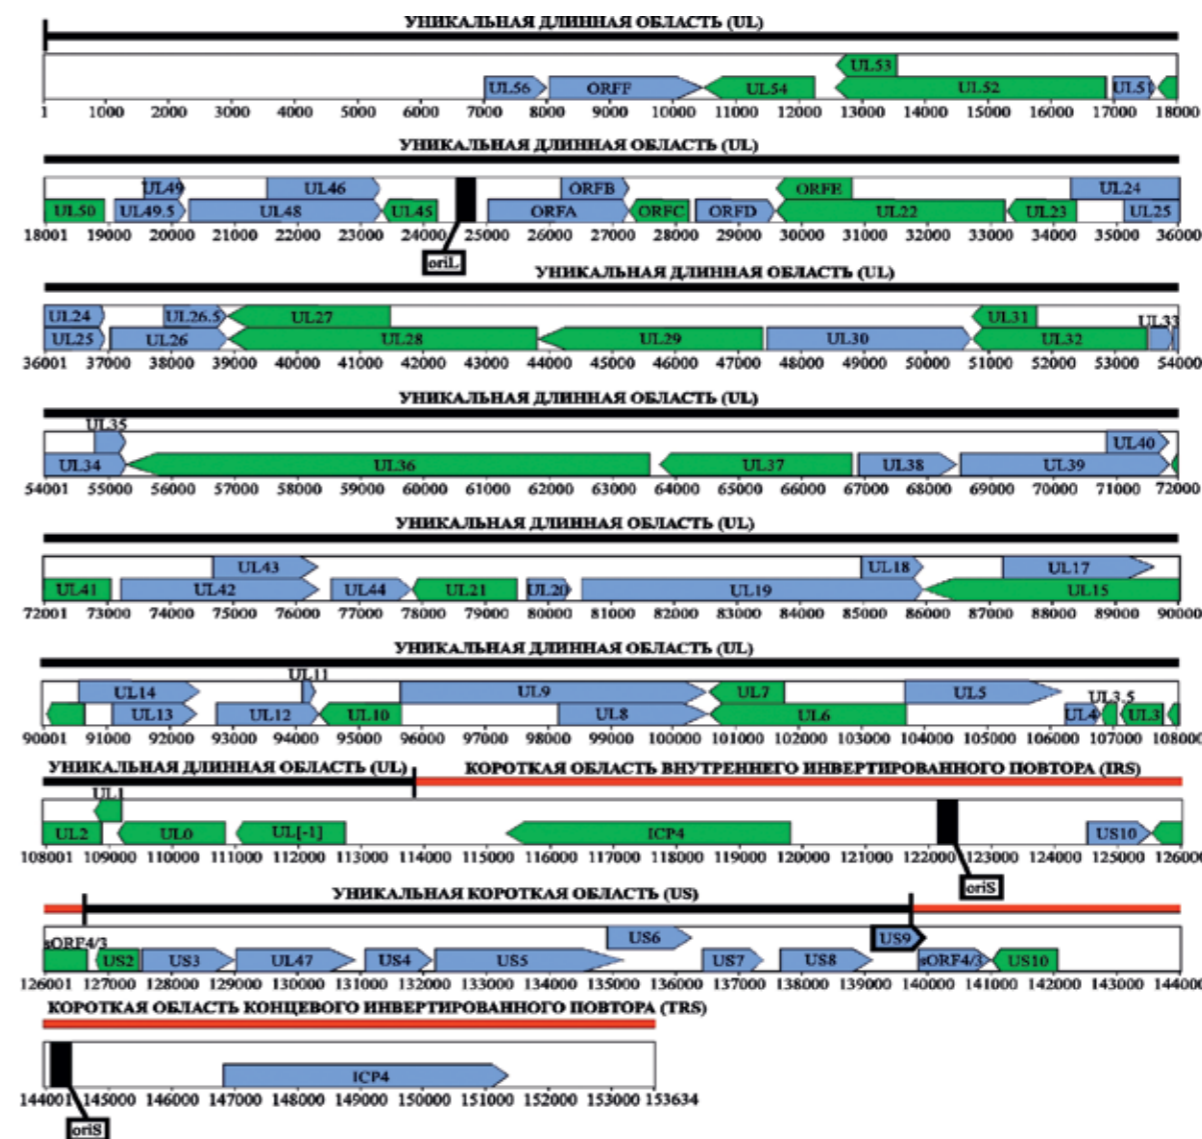 УНИКАЛЬНАЯ ДЛИННАЯ ОБЛАСТЬ (UL)
UL53
UL56 ORFF UL54 UL52 UL51
1 1000 2000 3000 4000 5000 6000 7000 8000 9000 10000 11000 12000 13000 14000 15000 16000 17000 18000
УНИКАЛЬНАЯ ДЛИННАЯ ОБЛАСТЬ (UL)
UL49 UL46 ORFB ORFE UL24
UL50 UL49.5 UL48 UL45 ORFA ORFC ORFD UL22 UL23 UL25
18001 19000 20000 21000 22000 23000 24000 25000 26000 27000 28000 29000 30000 31000 32000 33000 34000 35000 36000
oriL
УНИКАЛЬНАЯ ДЛИННАЯ ОБЛАСТЬ (UL)
UL24 UL26.5 UL27 UL31 UL33
UL25 UL26 UL28 UL29 UL30 UL32
36001 37000 38000 39000 40000 41000 42000 43000 44000 45000 46000 47000 48000 49000 50000 51000 52000 53000 54000
УНИКАЛЬНАЯ ДЛИННАЯ ОБЛАСТЬ (UL)
UL35 UL40
UL34 UL36 UL37 UL38 UL39
54001 55000 56000 57000 58000 59000 60000 61000 62000 63000 64000 65000 66000 67000 68000 69000 70000 71000 72000
УНИКАЛЬНАЯ ДЛИННАЯ ОБЛАСТЬ (UL)
UL43 UL18 UL17
UL41 UL42 UL44 UL21 UL20 UL19 UL15
72001 73000 74000 75000 76000 77000 78000 79000 80000 81000 82000 83000 84000 85000 86000 87000 88000 89000 90000
УНИКАЛЬНАЯ ДЛИННАЯ ОБЛАСТЬ (UL)
UL14 UL11 UL9 UL7 UL5 UL3.5
UL13 UL12 UL10 UL8 UL6 UL4 UL3
90001 91000 92000 93000 94000 95000 96000 97000 98000 99000 100000 101000 102000 103000 104000 105000 106000 107000 108000
УНИКАЛЬНАЯ ДЛИННАЯ ОБЛАСТЬ (UL) КОРОТКАЯ ОБЛАСТЬ ВНУТРЕННЕГО ИНВЕРТИРОВАННОГО ПОВТОРА (IRS)
UL1
UL2 UL0 UL[-1] ICP4 US10
108001 109000 110000 111000 112000 113000 114000 115000 116000 117000 118000 119000 120000 121000 122000 123000 124000 125000 126000
oriS
УНИКАЛЬНАЯ КОРОТКАЯ ОБЛАСТЬ (US)
sORF4/3 US6 US9
US2 US3 UL47 US4 US5 US7 US8 sORF4/3 US10
126001 127000 128000 129000 130000 131000 132000 133000 134000 135000 136000 137000 138000 139000 140000 141000 142000 143000 144000
КОРОТКАЯ ОБЛАСТЬ КОНЦЕВОГО ИНВЕРТИРОВАННОГО ПОВТОРА (TRS)
ICP4
144001 145000 146000 147000 148000 149000 150000 151000 152000 153000 153634
oriS